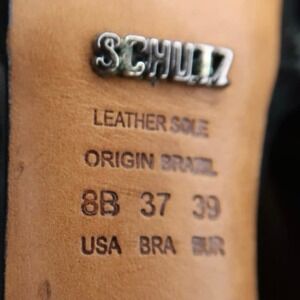 SCHUTZ
LEATHER SOLE
ORIGIN BRAZIL
8B 37 39
USA BRA EUR